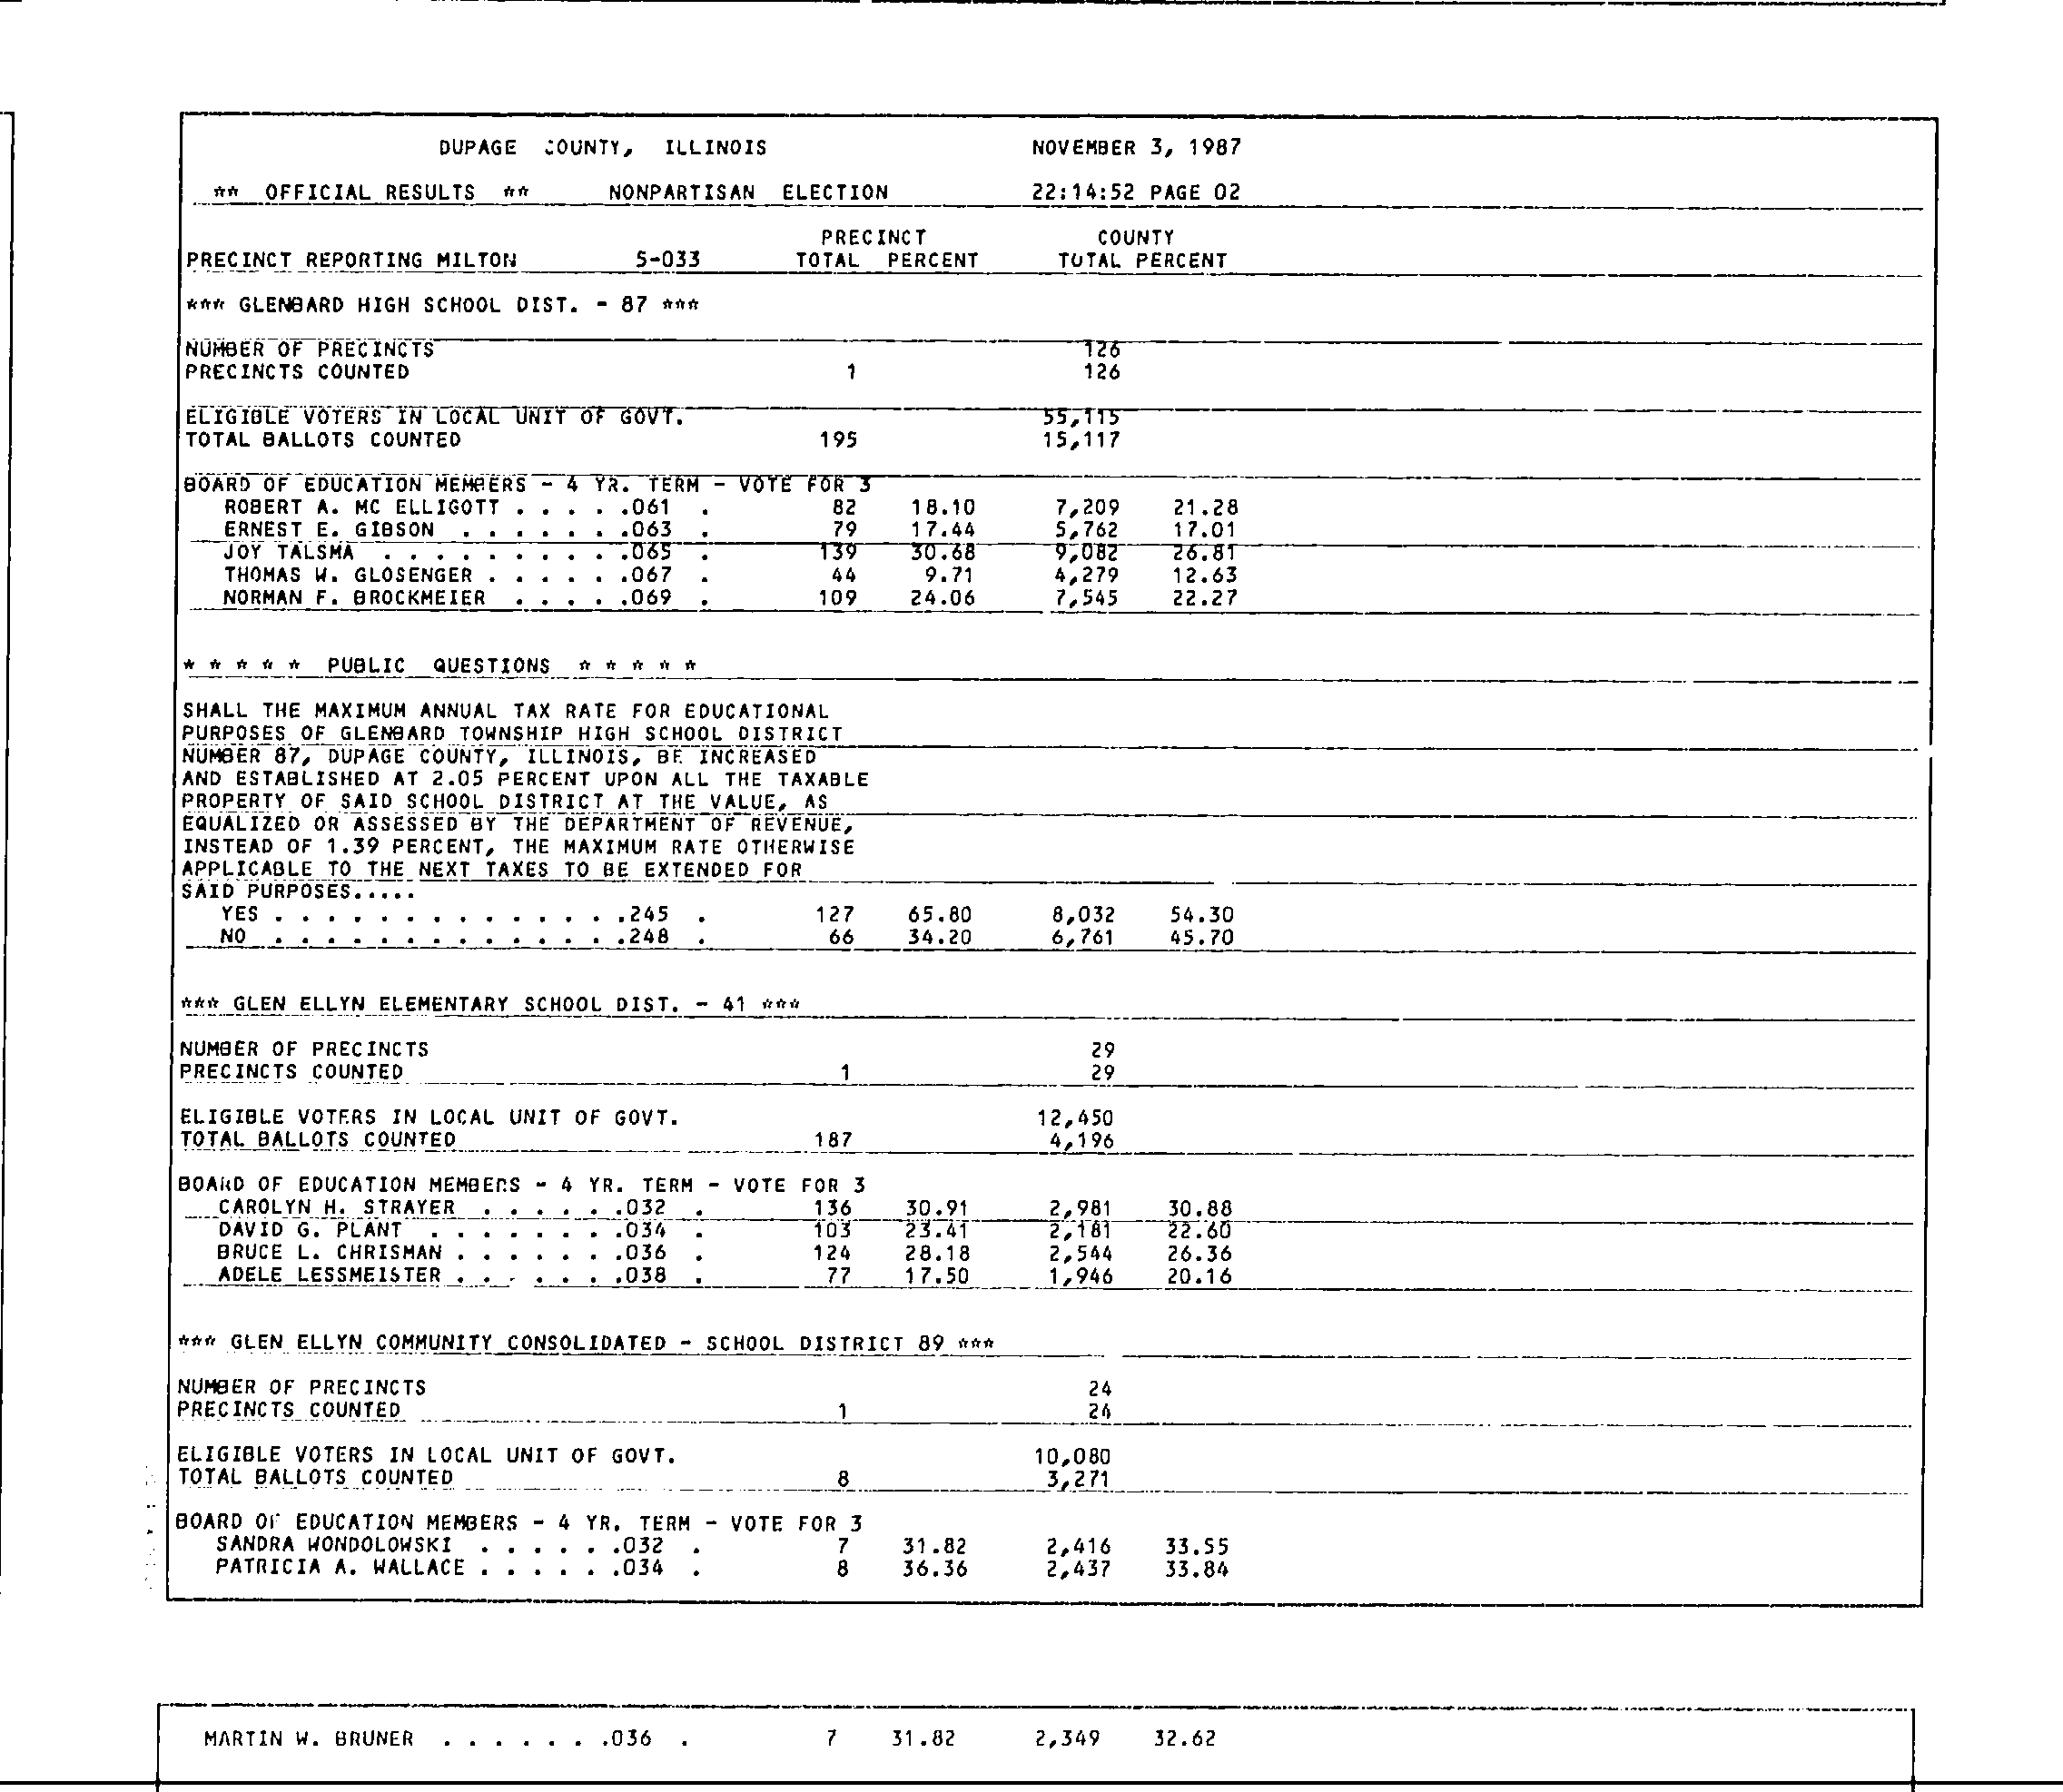 DUPAGE COUNTY, ILLINOIS NOVEMBER 3, 1987
** OFFICIAL RESULTS ** NONPARTISAN ELECTION 22:14:52 PAGE 02
PRECINCT COUNTY
PRECINCT REPORTING MILTON S-033 TOTAL PERCENT TOTAL PERCENT
*** GLENBARD HIGH SCHOOL DIST. - 87 ***
NUMBER OF PRECINCTS 126
PRECINCTS COUNTED 1 126
ELIGIBLE VOTERS IN LOCAL UNIT OF GOVT. 55,115
TOTAL BALLOTS COUNTED 195 15,117
BOARD OF EDUCATION MEMBERS - 4 YR. TERM - VOTE FOR 3
ROBERT A. MC ELLIGOTT . . . . .061 . 82 18.10 7,209 21.28
ERNEST E. GIBSON . . . . . . .063 . 79 17.44 5,762 17.01
JOY TALSMA . . . . . . . . . .065 . 139 30.68 9,082 26.81
THOMAS W. GLOSENGER . . . . . .067 . 44 9.71 4,279 12.63
NORMAN F. BROCKMEIER . . . . .069 . 109 24.06 7,545 22.27
* * * * * PUBLIC QUESTIONS * * * * *
SHALL THE MAXIMUM ANNUAL TAX RATE FOR EDUCATIONAL
PURPOSES OF GLENBARD TOWNSHIP HIGH SCHOOL DISTRICT
NUMBER 87, DUPAGE COUNTY, ILLINOIS, BE INCREASED
AND ESTABLISHED AT 2.05 PERCENT UPON ALL THE TAXABLE
PROPERTY OF SAID SCHOOL DISTRICT AT THE VALUE, AS
EQUALIZED OR ASSESSED BY THE DEPARTMENT OF REVENUE,
INSTEAD OF 1.39 PERCENT, THE MAXIMUM RATE OTHERWISE
APPLICABLE TO THE NEXT TAXES TO BE EXTENDED FOR
SAID PURPOSES.....
YES . . . . . . . . . . . . . .245 . 127 65.80 8,032 54.30
NO . . . . . . . . . . . . . .248 . 66 34.20 6,761 45.70
*** GLEN ELLYN ELEMENTARY SCHOOL DIST. - 41 ***
NUMBER OF PRECINCTS 29
PRECINCTS COUNTED 1 29
ELIGIBLE VOTERS IN LOCAL UNIT OF GOVT. 12,450
TOTAL BALLOTS COUNTED 187 4,196
BOARD OF EDUCATION MEMBERS - 4 YR. TERM - VOTE FOR 3
CAROLYN H. STRAYER . . . . . .032 . 136 30.91 2,981 30.88
DAVID G. PLANT . . . . . . . .034 . 103 23.41 2,181 22.60
BRUCE L. CHRISMAN . . . . . . .036 . 124 28.18 2,544 26.36
ADELE LESSMEISTER . . . . . . .038 . 77 17.50 1,946 20.16
*** GLEN ELLYN COMMUNITY CONSOLIDATED - SCHOOL DISTRICT 89 ***
NUMBER OF PRECINCTS 24
PRECINCTS COUNTED 1 24
ELIGIBLE VOTERS IN LOCAL UNIT OF GOVT. 10,080
TOTAL BALLOTS COUNTED 8 3,271
BOARD OF EDUCATION MEMBERS - 4 YR. TERM - VOTE FOR 3
SANDRA WONDOLOWSKI . . . . . .032 . 7 31.82 2,416 33.55
PATRICIA A. WALLACE . . . . . .034 . 8 36.36 2,437 33.84
MARTIN W. BRUNER . . . . . . .036 . 7 31.82 2,349 32.62